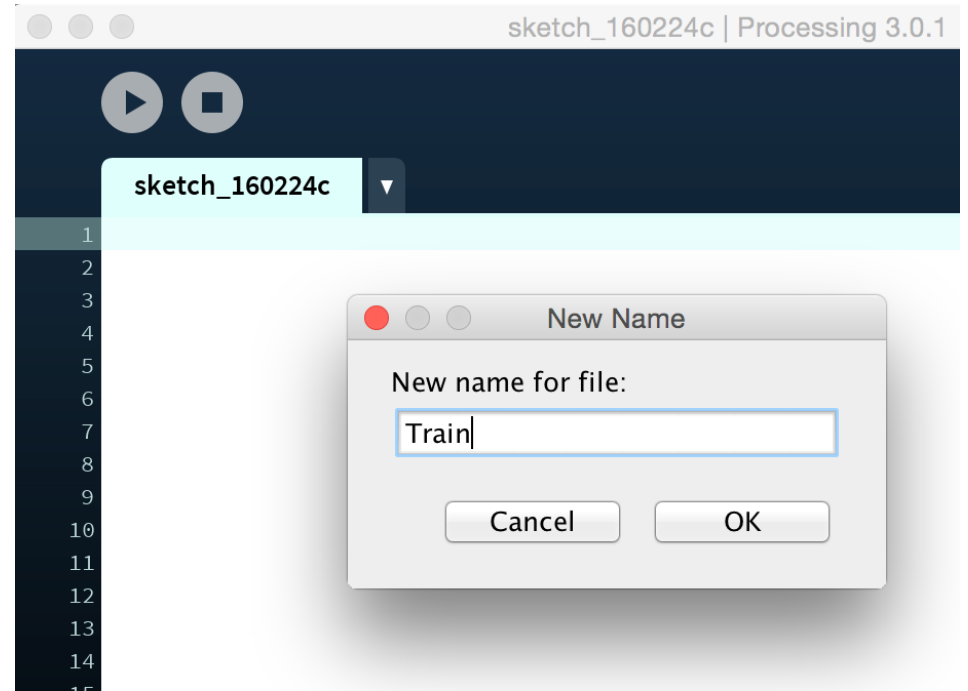 sketch_160224c | Processing 3.0.1
sketch_160224c
1
2
3
4
5
6
7
8
9
10
11
12
13
14
New Name
New name for file:
Train
Cancel OK